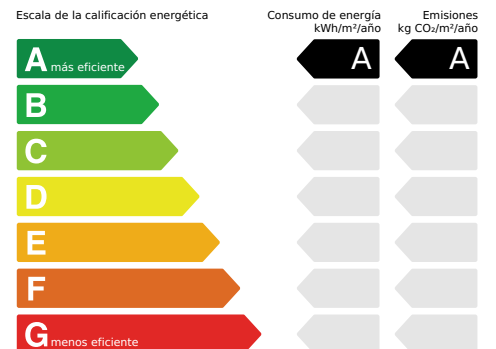 Escala de la calificación energética
Consumo de energía
kWh/m²/año
Emisiones
kg CO₂/m²/año
A más eficiente
A
A
B
C
D
E
F
G menos eficiente